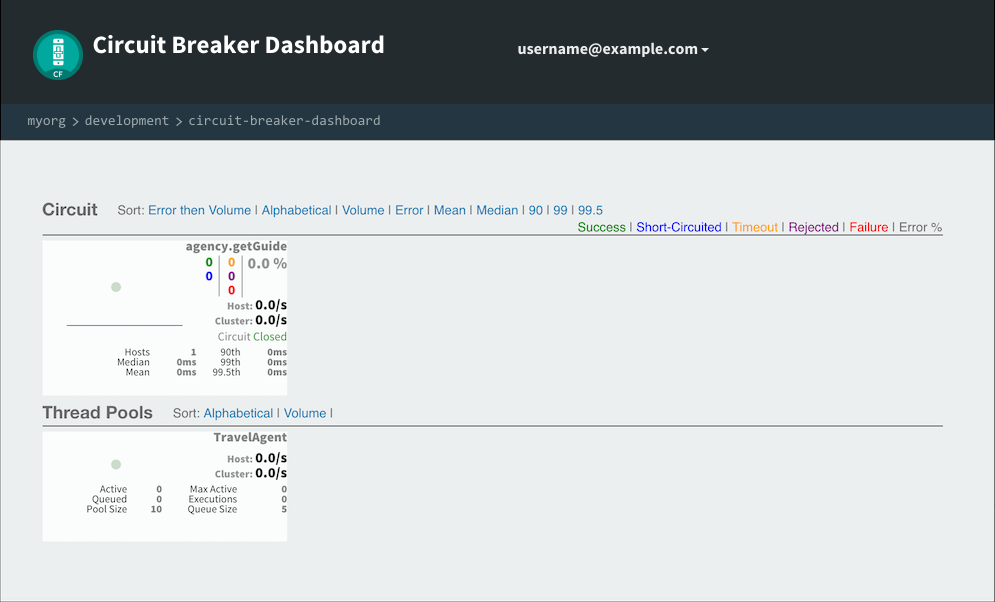 Circuit Breaker Dashboard
CF
username@example.com
myorg > development > circuit-breaker-dashboard
Circuit Sort: Error then Volume | Alphabetical | Volume | Error | Mean | Median | 90 | 99 | 99.5
Success | Short-Circuited | Timeout | Rejected | Failure | Error %
agency.getGuide
0 0 0.0 %
0 0
0
Host: 0.0/s
Cluster: 0.0/s
Circuit Closed
Hosts 1 90th 0ms
Median 0ms 99th 0ms
Mean 0ms 99.5th 0ms
Thread Pools Sort: Alphabetical | Volume |
TravelAgent
Host: 0.0/s
Cluster: 0.0/s
Active 0 Max Active 0
Queued 0 Executions 0
Pool Size 10 Queue Size 5